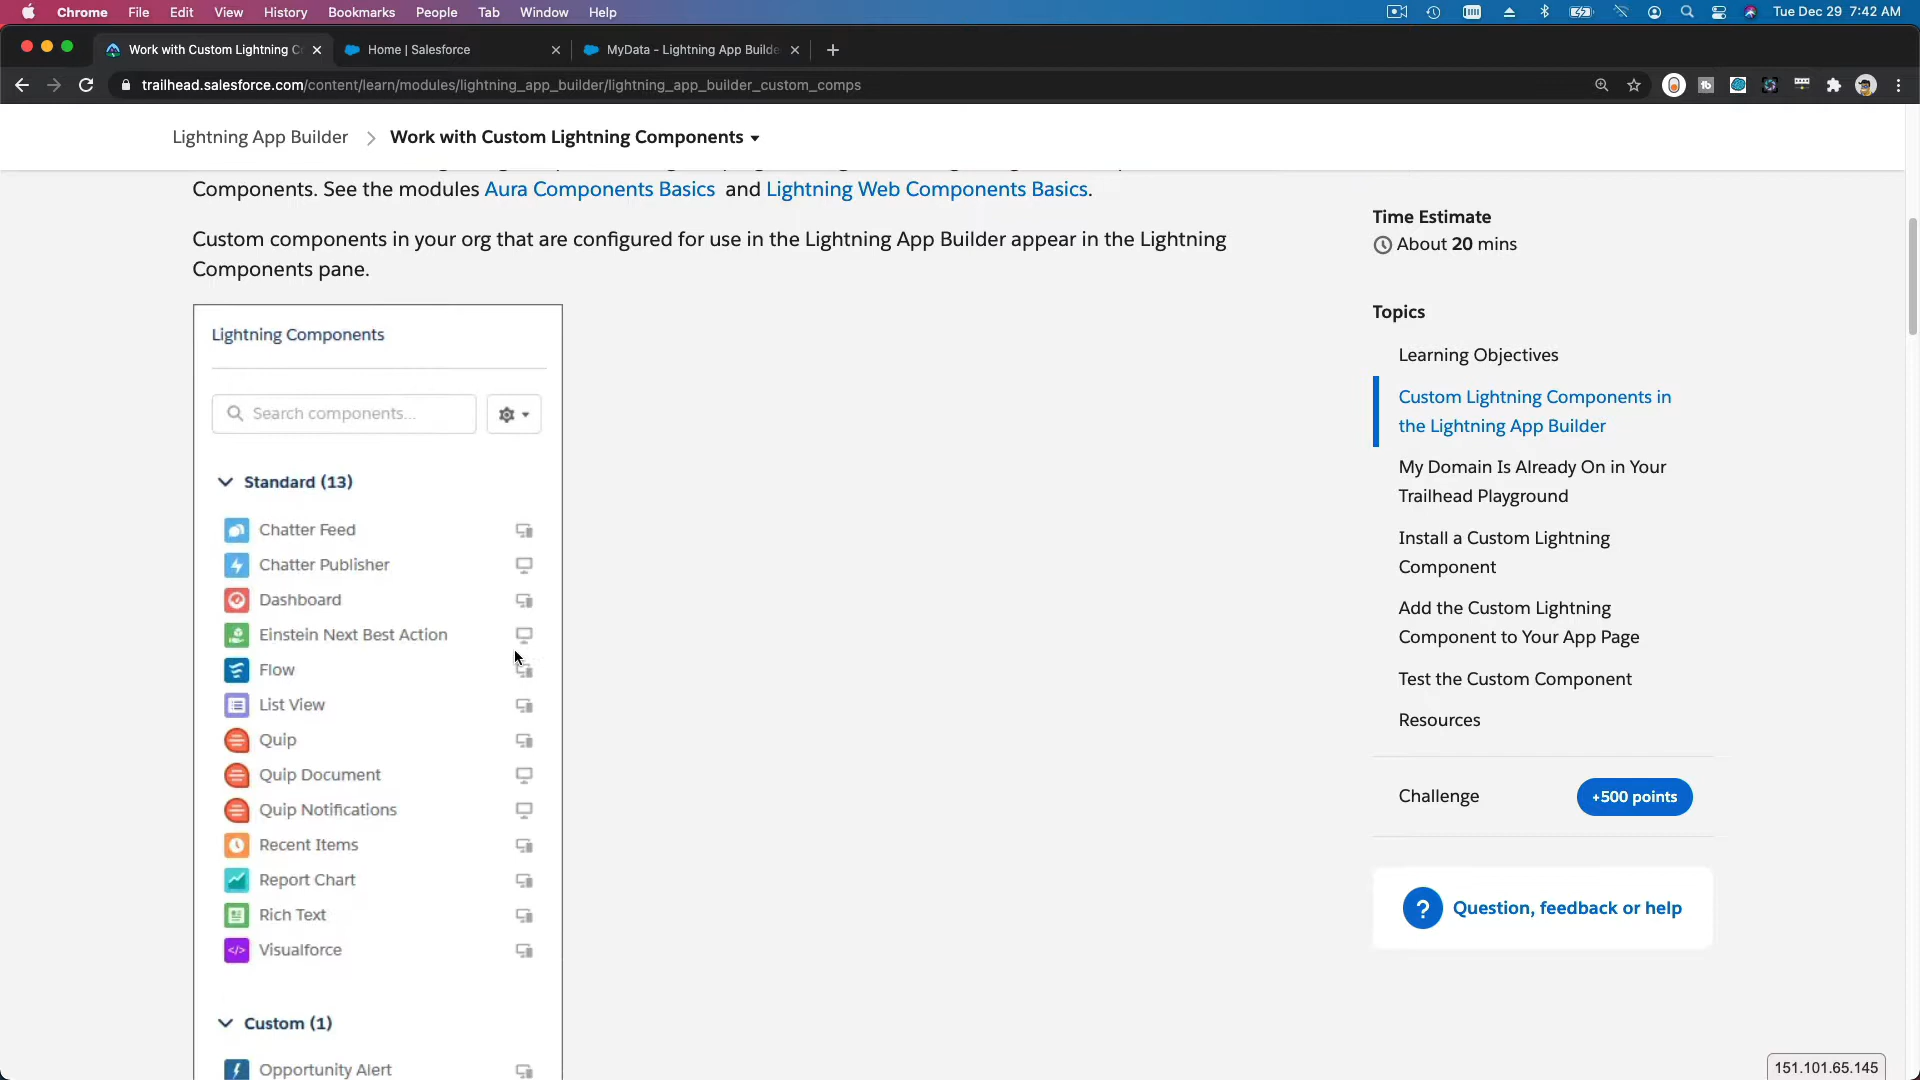 Chrome File Edit View History Bookmarks People Tab Window Help Tue Dec 29 7:42 AM
Work with Custom Lightning C Home | Salesforce MyData - Lightning App Builde
trailhead.salesforce.com/content/learn/modules/lightning_app_builder/lightning_app_builder_custom_comps
Lightning App Builder Work with Custom Lightning Components
Components. See the modules Aura Components Basics and Lightning Web Components Basics.
Custom components in your org that are configured for use in the Lightning App Builder appear in the Lightning
Components pane.
Lightning Components
Search components...
Standard (13)
Chatter Feed
Chatter Publisher
Dashboard
Einstein Next Best Action
Flow
List View
Quip
Quip Document
Quip Notifications
Recent Items
Report Chart
Rich Text
Visualforce
Custom (1)
Opportunity Alert
Time Estimate
About 20 mins
Topics
Learning Objectives
Custom Lightning Components in
the Lightning App Builder
My Domain Is Already On in Your
Trailhead Playground
Install a Custom Lightning
Component
Add the Custom Lightning
Component to Your App Page
Test the Custom Component
Resources
Challenge +500 points
? Question, feedback or help
151.101.65.145